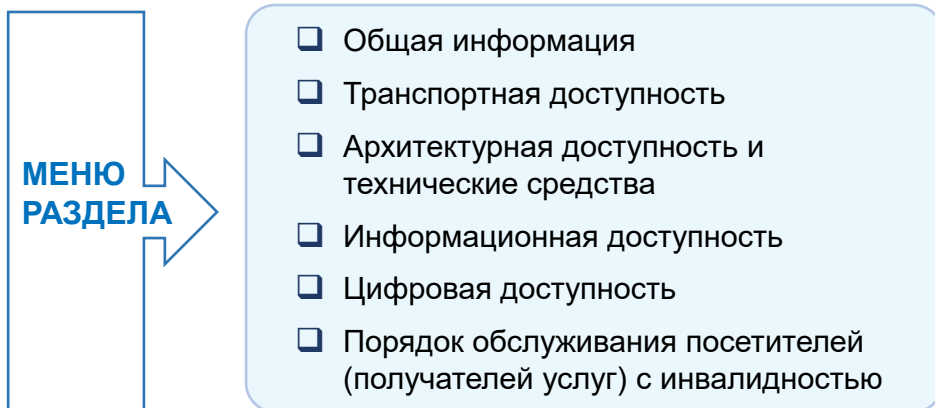 МЕНЮ
РАЗДЕЛА
Общая информация
Транспортная доступность
Архитектурная доступность и
технические средства
Информационная доступность
Цифровая доступность
Порядок обслуживания посетителей
(получателей услуг) с инвалидностью